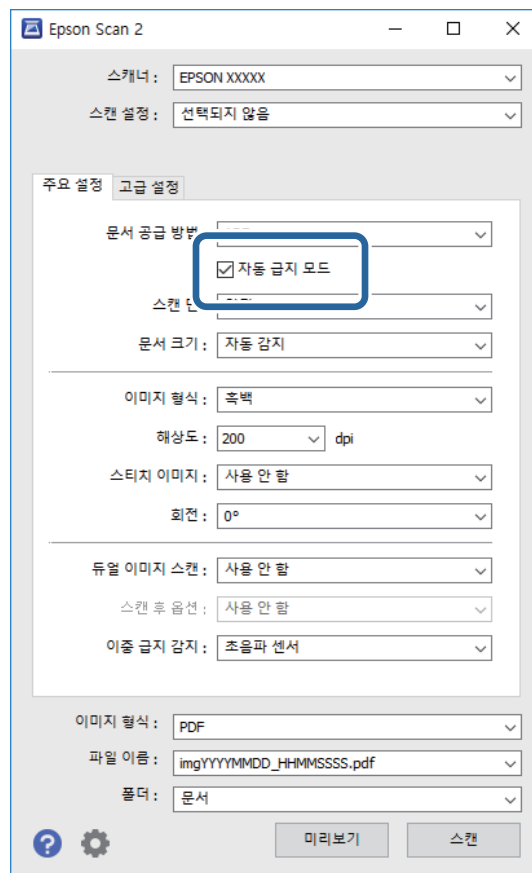 Epson Scan 2
스캐너 : EPSON XXXXX
스캔 설정 : 선택되지 않음
주요 설정 고급 설정
문서 공급 방법
자동 급지 모드
스캔
문서 크기 : 자동 감지
이미지 형식 : 흑백
해상도 : 200 dpi
스티치 이미지 : 사용 안 함
회전 : 0°
듀얼 이미지 스캔 : 사용 안 함
스캔 후 옵션 : 사용 안 함
이중 급지 감지 : 초음파 센서
이미지 형식 : PDF
파일 이름 : imgYYYYMMDD_HHMMSSSS.pdf
폴더 : 문서
미리보기 스캔